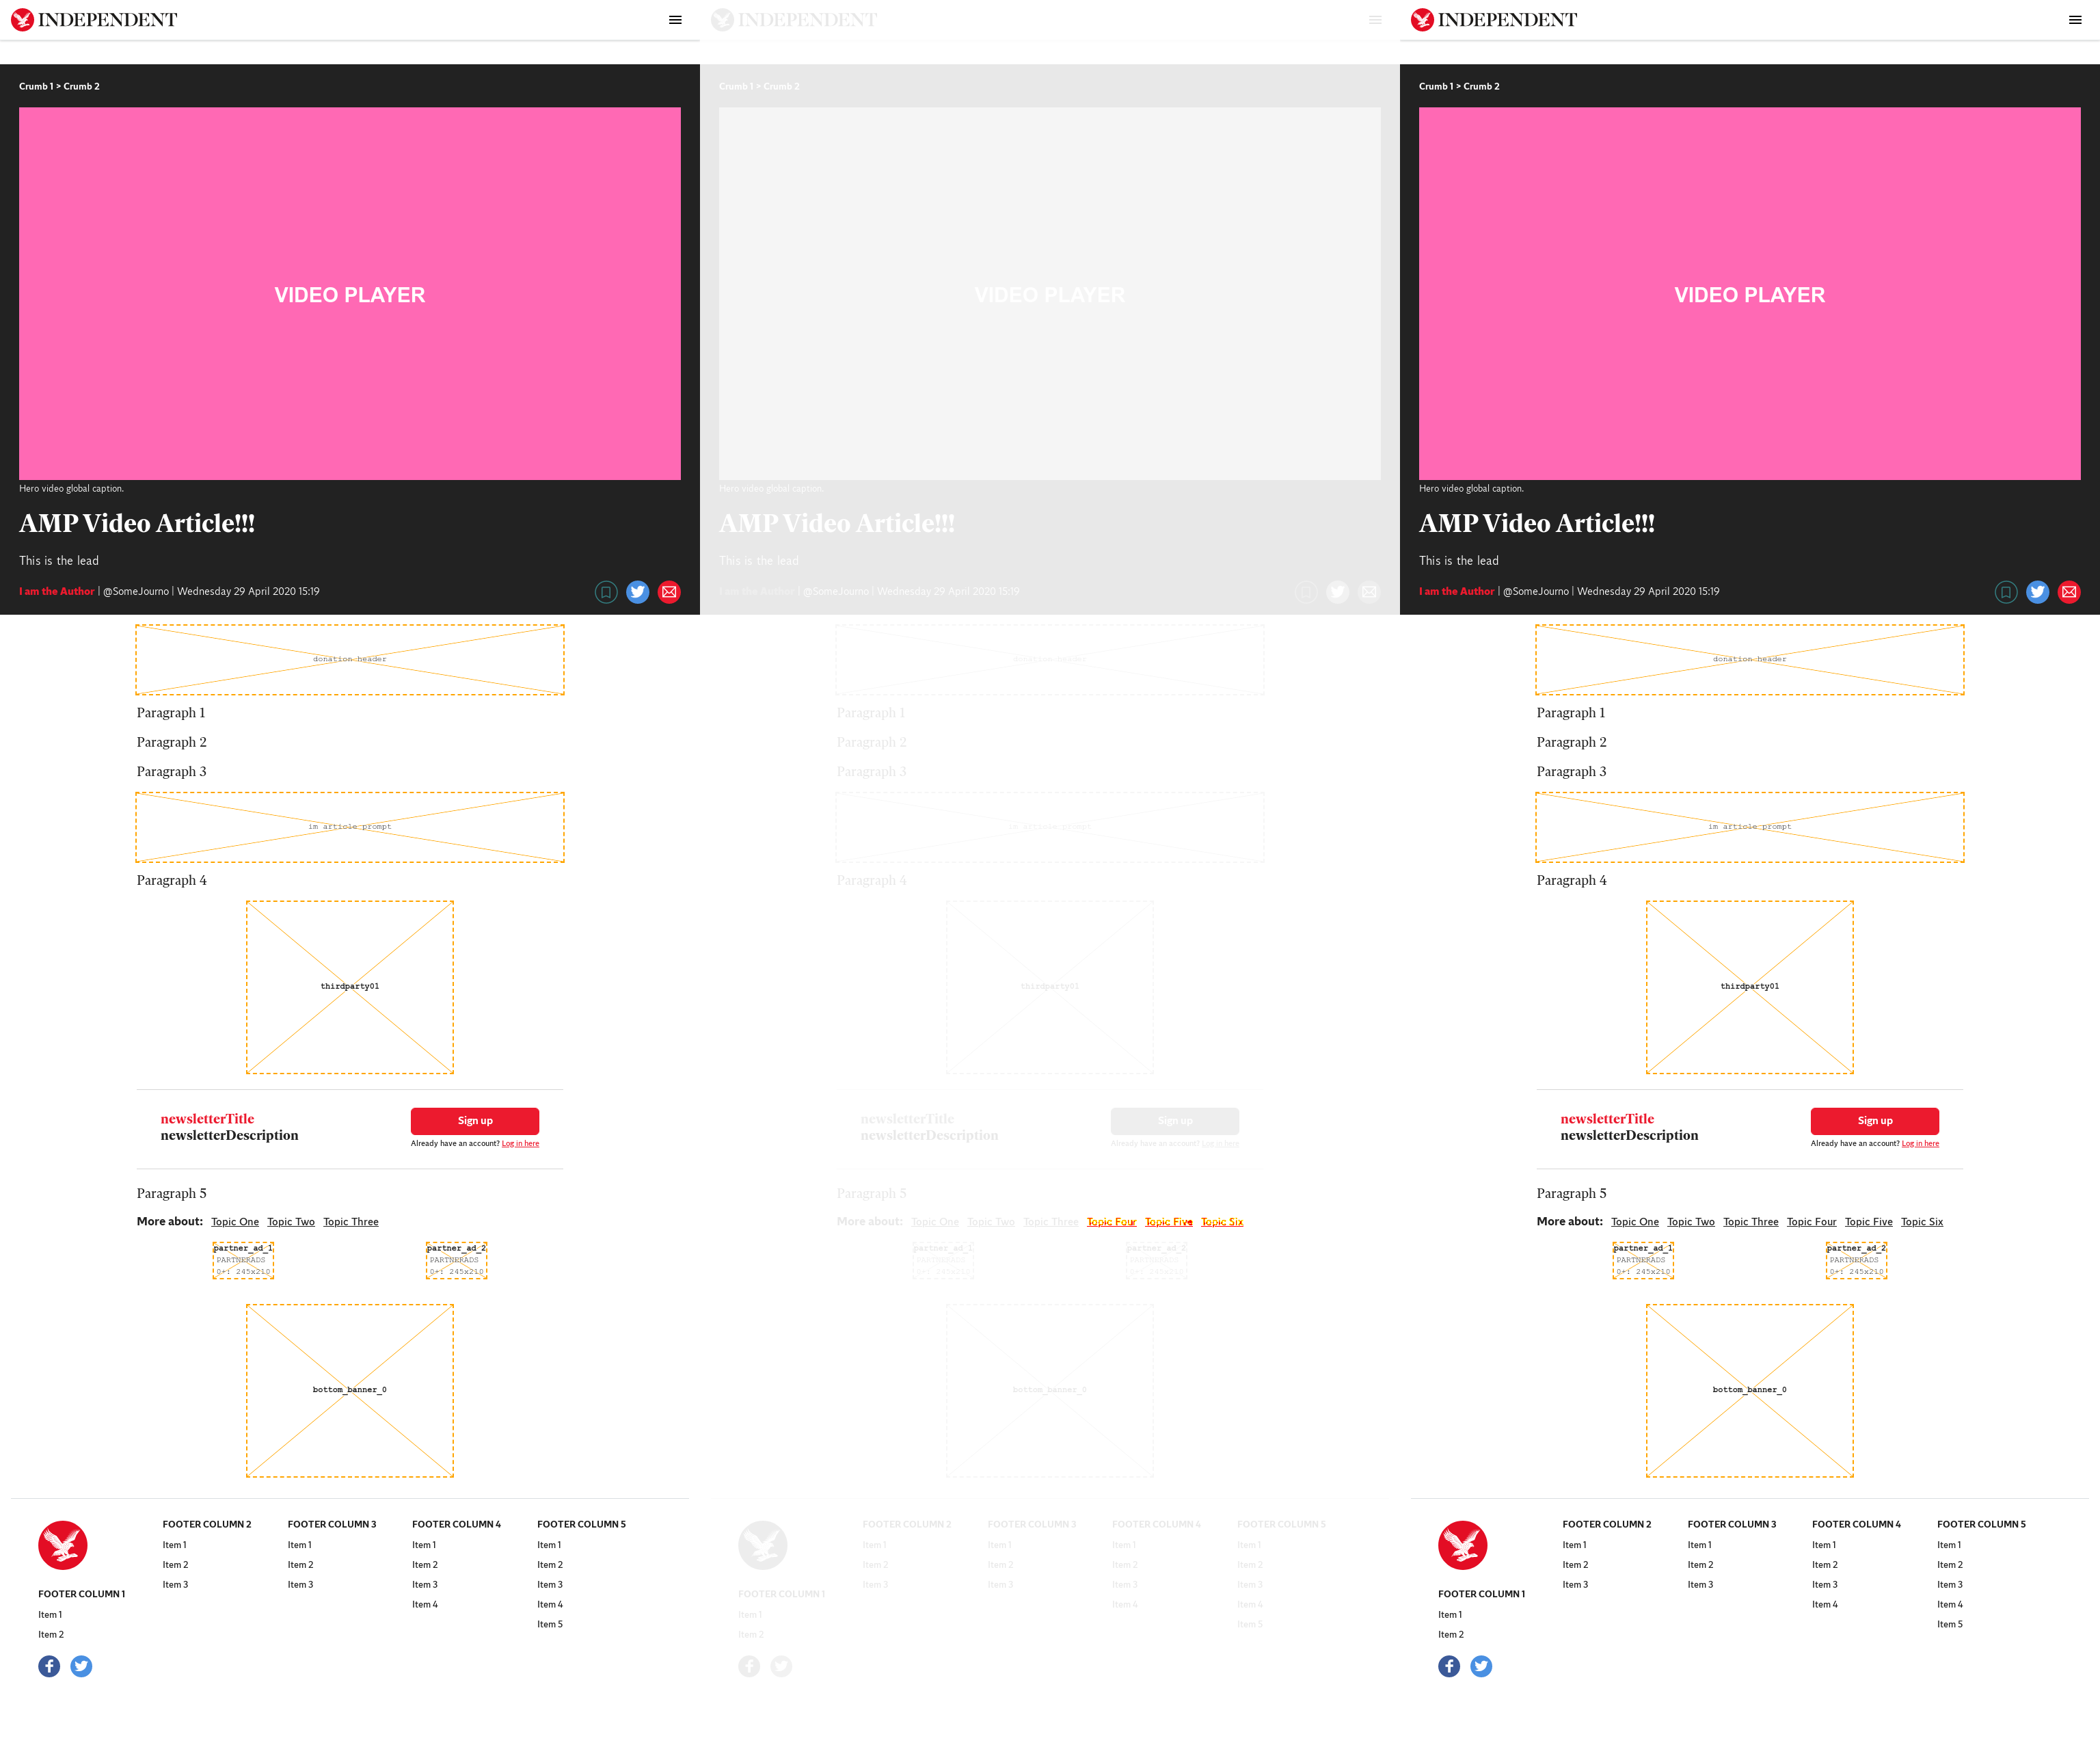 INDEPENDENT
Crumb 1 > Crumb 2
VIDEO PLAYER
Hero video global caption.
AMP Video Article!!!
This is the lead
I am the Author | @SomeJourno | Wednesday 29 April 2020 15:19
donation header
Paragraph 1
Paragraph 2
Paragraph 3
im article prompt
Paragraph 4
thirdparty01
newsletterTitle
newsletterDescription
Sign up
Already have an account? Log in here
Paragraph 5
More about: Topic One Topic Two Topic Three
partner_ad_1
PARTNERADS
0+: 245x210
partner_ad_2
PARTNERADS
0+: 245x210
bottom_banner_0
FOOTER COLUMN 1
Item 1
Item 2
FOOTER COLUMN 2
Item 1
Item 2
Item 3
FOOTER COLUMN 3
Item 1
Item 2
Item 3
FOOTER COLUMN 4
Item 1
Item 2
Item 3
Item 4
FOOTER COLUMN 5
Item 1
Item 2
Item 3
Item 4
Item 5
INDEPENDENT
Crumb 1 > Crumb 2
VIDEO PLAYER
Hero video global caption.
AMP Video Article!!!
This is the lead
I am the Author | @SomeJourno | Wednesday 29 April 2020 15:19
donation header
Paragraph 1
Paragraph 2
Paragraph 3
im article prompt
Paragraph 4
thirdparty01
newsletterTitle
newsletterDescription
Sign up
Already have an account? Log in here
Paragraph 5
More about: Topic One Topic Two Topic Three Topic Four Topic Five Topic Six
partner_ad_1
PARTNERADS
0+: 245x210
partner_ad_2
PARTNERADS
0+: 245x210
bottom_banner_0
FOOTER COLUMN 1
Item 1
Item 2
FOOTER COLUMN 2
Item 1
Item 2
Item 3
FOOTER COLUMN 3
Item 1
Item 2
Item 3
FOOTER COLUMN 4
Item 1
Item 2
Item 3
Item 4
FOOTER COLUMN 5
Item 1
Item 2
Item 3
Item 4
Item 5
INDEPENDENT
Crumb 1 > Crumb 2
VIDEO PLAYER
Hero video global caption.
AMP Video Article!!!
This is the lead
I am the Author | @SomeJourno | Wednesday 29 April 2020 15:19
donation header
Paragraph 1
Paragraph 2
Paragraph 3
im article prompt
Paragraph 4
thirdparty01
newsletterTitle
newsletterDescription
Sign up
Already have an account? Log in here
Paragraph 5
More about: Topic One Topic Two Topic Three Topic Four Topic Five Topic Six
partner_ad_1
PARTNERADS
0+: 245x210
partner_ad_2
PARTNERADS
0+: 245x210
bottom_banner_0
FOOTER COLUMN 1
Item 1
Item 2
FOOTER COLUMN 2
Item 1
Item 2
Item 3
FOOTER COLUMN 3
Item 1
Item 2
Item 3
FOOTER COLUMN 4
Item 1
Item 2
Item 3
Item 4
FOOTER COLUMN 5
Item 1
Item 2
Item 3
Item 4
Item 5